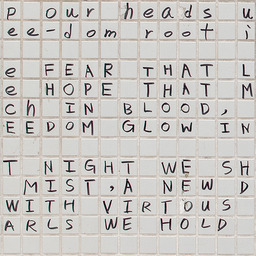 p our heads u
ee-dom root i
e FEAR THAT L
e HOPE THAT M
ch IN BLOOD,
EEDOM GLOW IN
T NIGHT WE SH
MIST, A NEW D
WITH VIRTOUS
ARLS WE HOLD